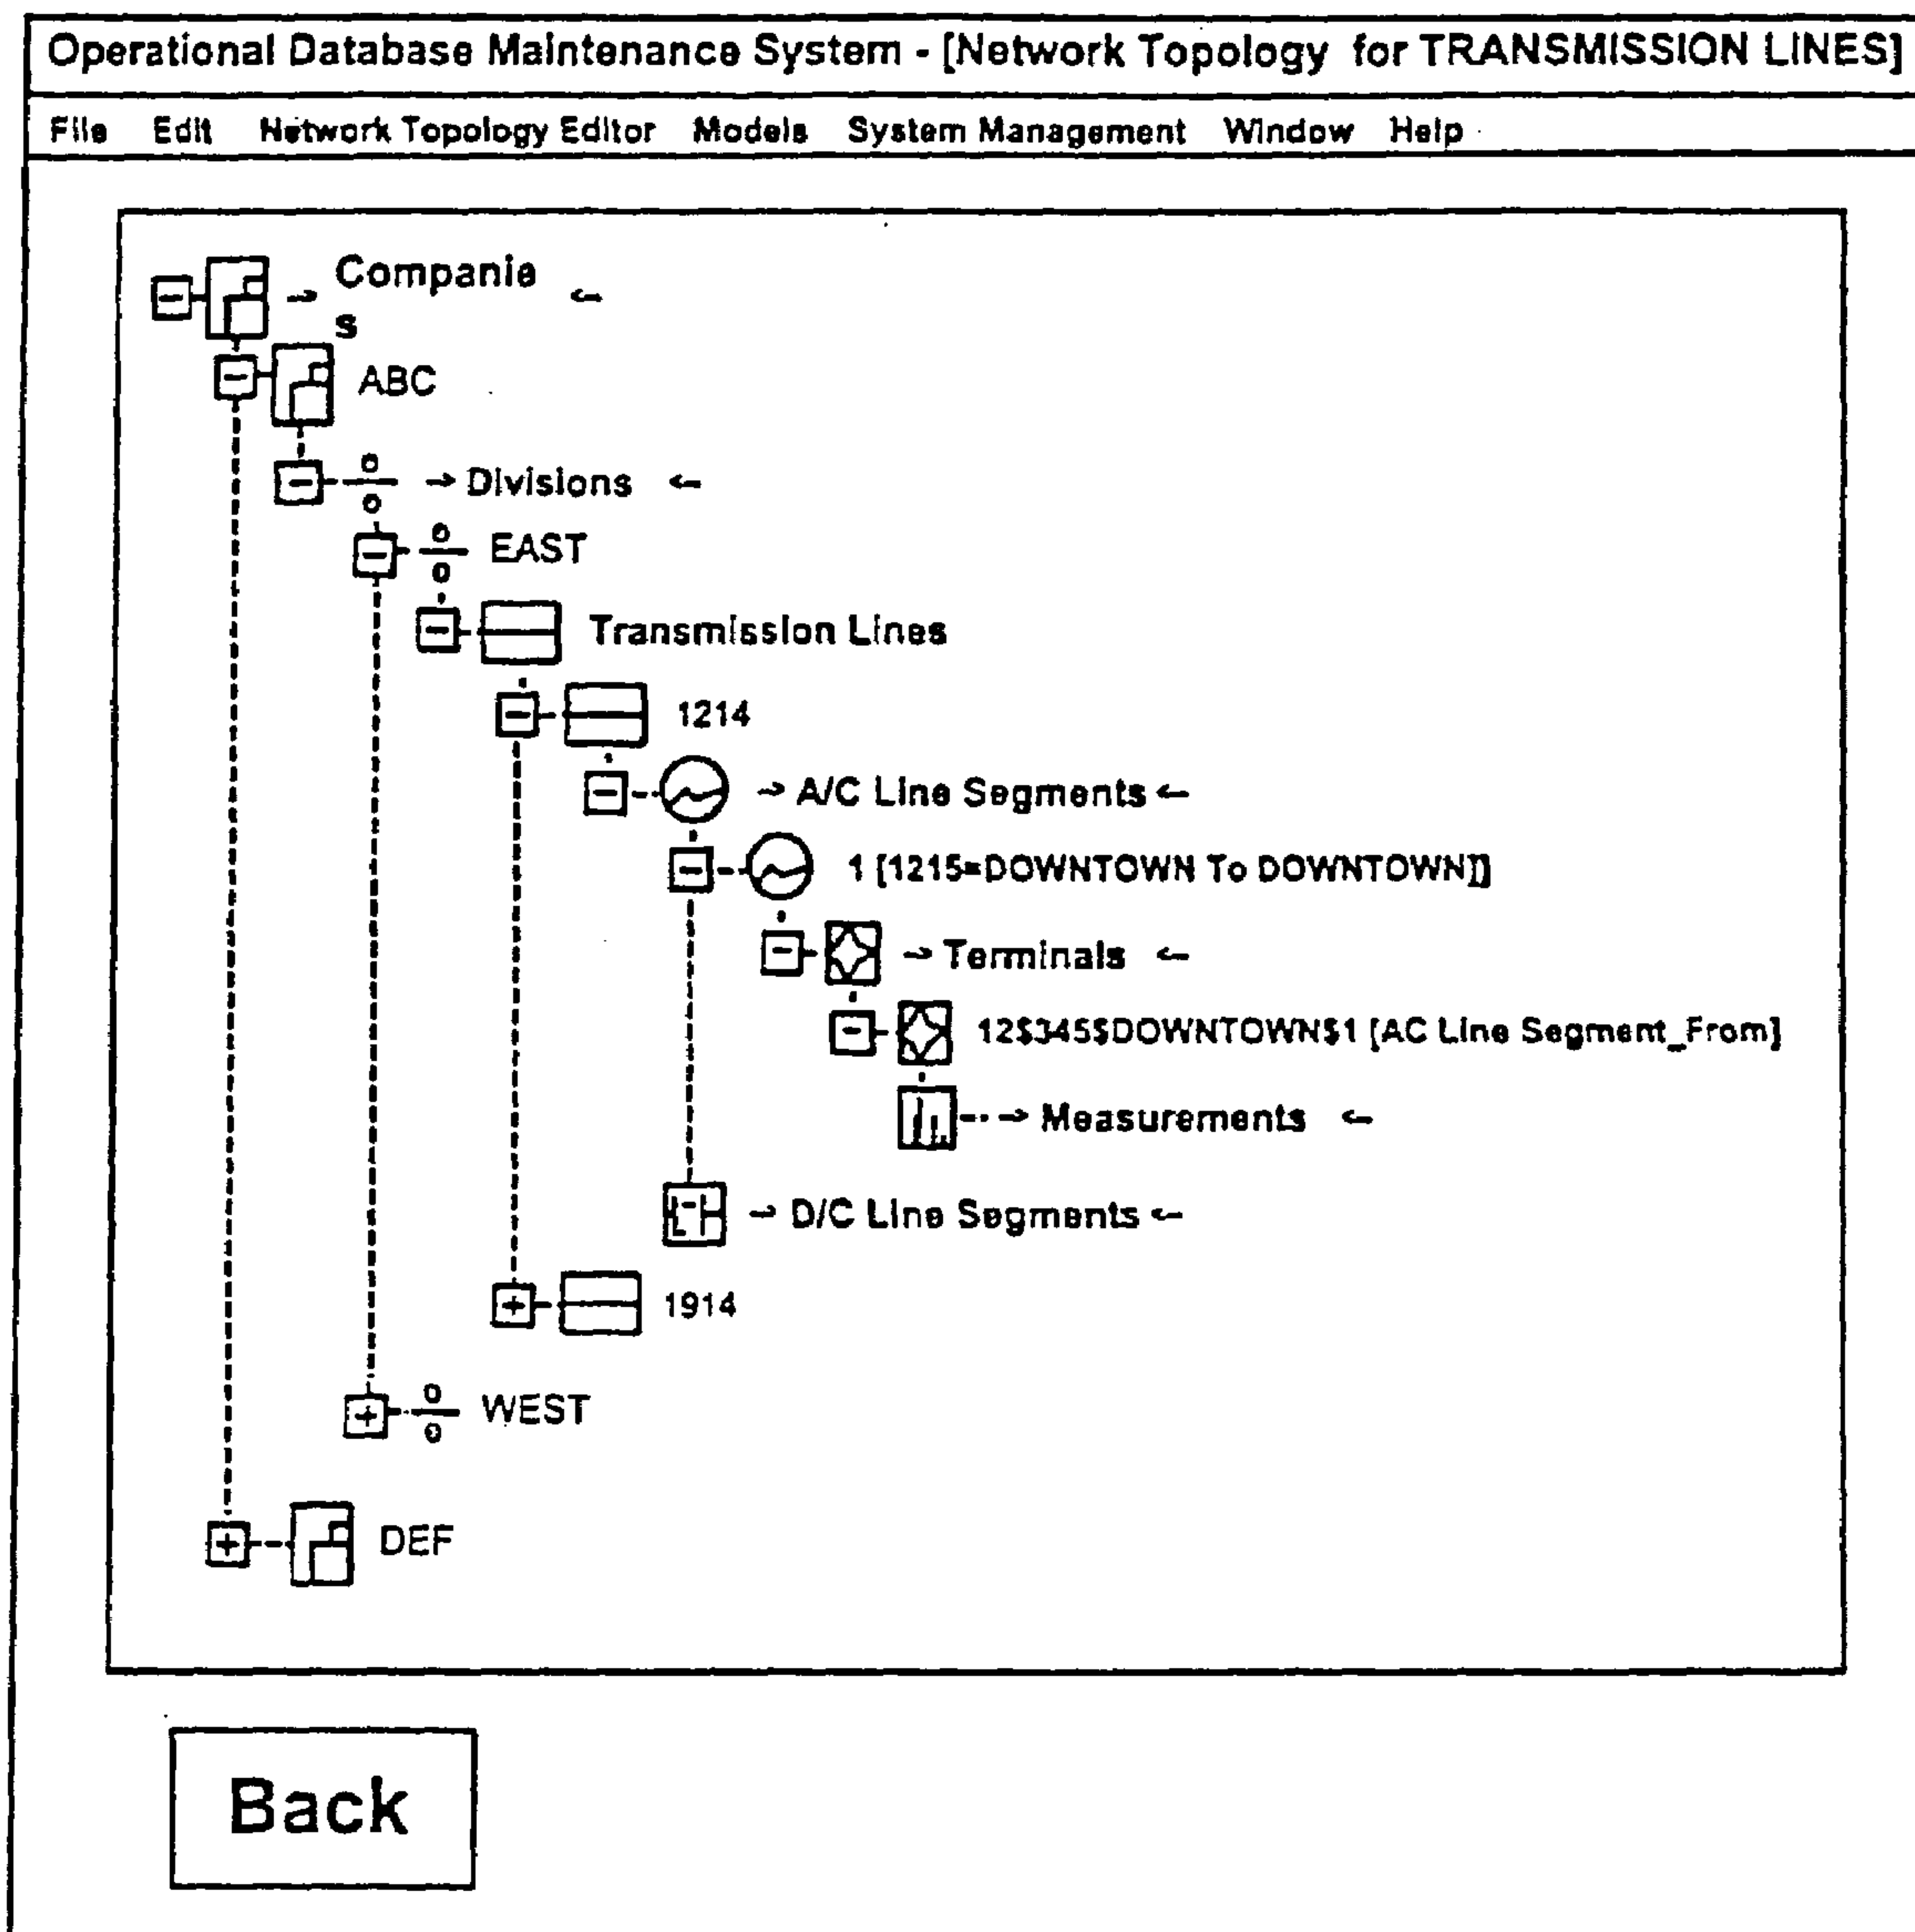 Operational Database Maintenance System - [Network Topology for TRANSMISSION LINES]
File Edit Network Topology Editor Models System Management Window Help
→ Companie ←
s
ABC
→ Divisions ←
EAST
Transmission Lines
1214
→ A/C Line Segments ←
1 [1215=DOWNTOWN To DOWNTOWN]]
→ Terminals ←
12$345$DOWNTOWN$1 [AC Line Segment_From]
→ Measurements ←
→ D/C Line Segments ←
1914
WEST
DEF
Back